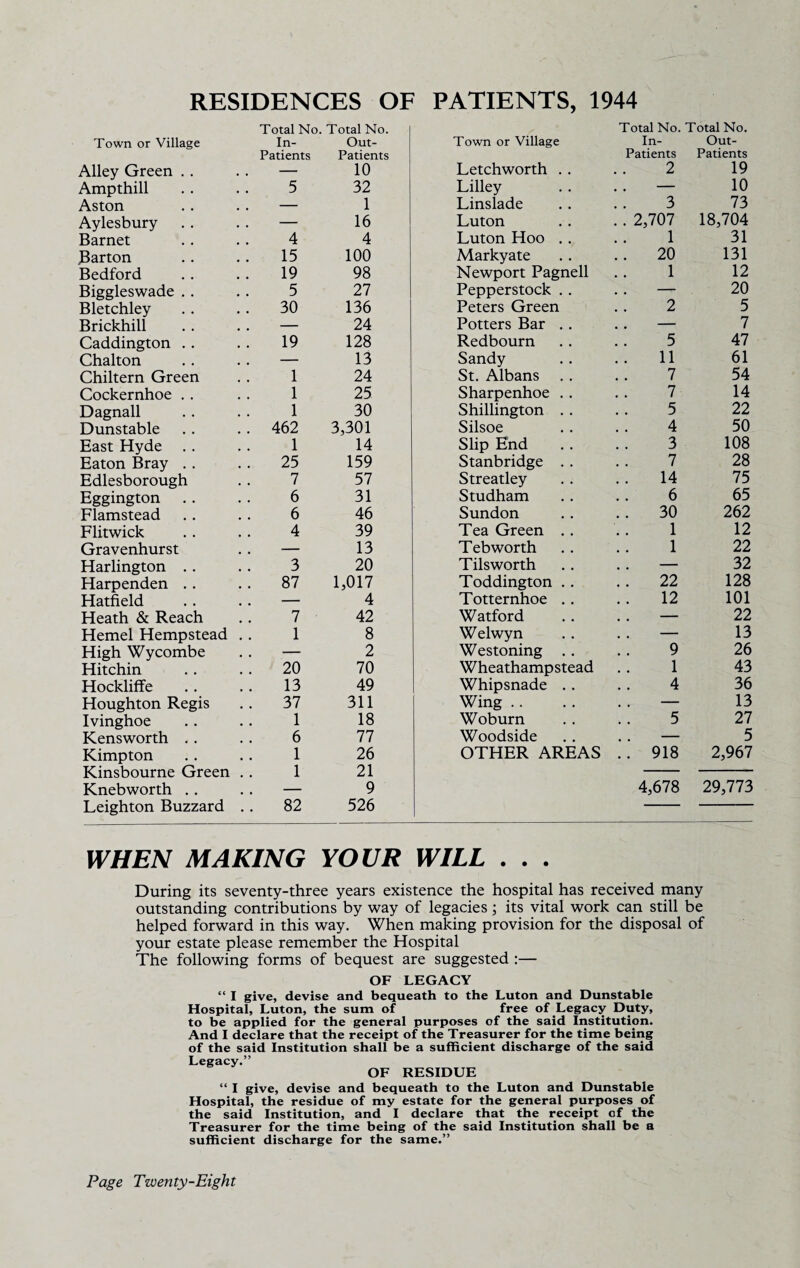 RESIDENCES OF PATIENTS, 1944
Town or Village Total No. In-Patients Total No. Out-Patients
Alley Green . . . . — 10
Ampthill . . . . 5 32
Aston . . . . — 1
Aylesbury . . . . — 16
Barnet . . . . 4 4
Barton . . . . 15 100
Bedford . . . . 19 98
Biggleswade . . . . 5 27
Bletchley . . . . 30 136
Brickhill . . . . — 24
Caddington . . . . 19 128
Chalton . . . . — 13
Chiltern Green . . 1 24
Cockernhoe . . . . 1 25
Dagnall . . . . 1 30
Dunstable . . . . 462 3,301
East Hyde . . . . 1 14
Eaton Bray . . . . 25 159
Edlesborough . . 7 57
Eggington . . . . 6 31
Flamstead . . . . 6 46
Flitwick . . . . 4 39
Gravenhurst . . — 13
Harlington . . . . 3 20
Harpenden . . . . 87 1,017
Hatfield . . . . — 4
Heath & Reach . . 7 42
Hemel Hempstead . . 1 8
High Wycombe . . — 2
Hitchin . . . . 20 70
Hockliffe . . . . 13 49
Houghton Regis . . 37 311
Ivinghoe . . . . 1 18
Kensworth . . . . 6 77
Kimpton . . . . 1 26
Kinsbourne Green . . 1 21
Knebworth . . . . — 9
Leighton Buzzard . . 82 526
Town or Village Total No. In-Patients Total No. Out-Patients
Letchworth . . . . 2 19
Lilley . . . . — 10
Linslade . . . . 3 73
Luton . . . . 2,707 18,704
Luton Hoo . . . . 1 31
Markyate . . . . 20 131
Newport Pagnell . . 1 12
Pepperstock . . . . — 20
Peters Green . . 2 5
Potters Bar . . . . — 7
Redbourn . . . . 5 47
Sandy . . . . 11 61
St. Albans . . . . 7 54
Sharpenhoe . . . . 7 14
Shillington . . . . 5 22
Silsoe . . . . 4 50
Slip End . . . . 3 108
Stanbridge . . . . 7 28
Streatley . . . . 14 75
Studham . . . . 6 65
Sundon . . . . 30 262
Tea Green . . . . 1 12
Tebworth . . . . 1 22
Tilsworth . . . . — 32
Toddington . . . . 22 128
Totternhoe . . . . 12 101
Watford . . . . — 22
Welwyn . . . . — 13
Westoning . . . . 9 26
Wheathampstead . . 1 43
Whipsnade . . . . 4 36
Wing . . . . . . — 13
Woburn . . . . 5 27
Woodside . . . . — 5
OTHER AREAS . . 918 2,967
4,678 29,773
WHEN MAKING YOUR WILL . . .
During its seventy-three years existence the hospital has received many
outstanding contributions by way of legacies ; its vital work can still be
helped forward in this way. When making provision for the disposal of
your estate please remember the Hospital
The following forms of bequest are suggested :—
OF LEGACY
“ I give, devise and bequeath to the Luton and Dunstable
Hospital, Luton, the sum of free of Legacy Duty,
to be applied for the general purposes of the said Institution.
And I declare that the receipt of the Treasurer for the time being
of the said Institution shall be a sufficient discharge of the said
Legacy.”
OF RESIDUE
“ I give, devise and bequeath to the Luton and Dunstable
Hospital, the residue of my estate for the general purposes of
the said Institution, and I declare that the receipt of the
Treasurer for the time being of the said Institution shall be a
sufficient discharge for the same.”
Page Twenty-Eight